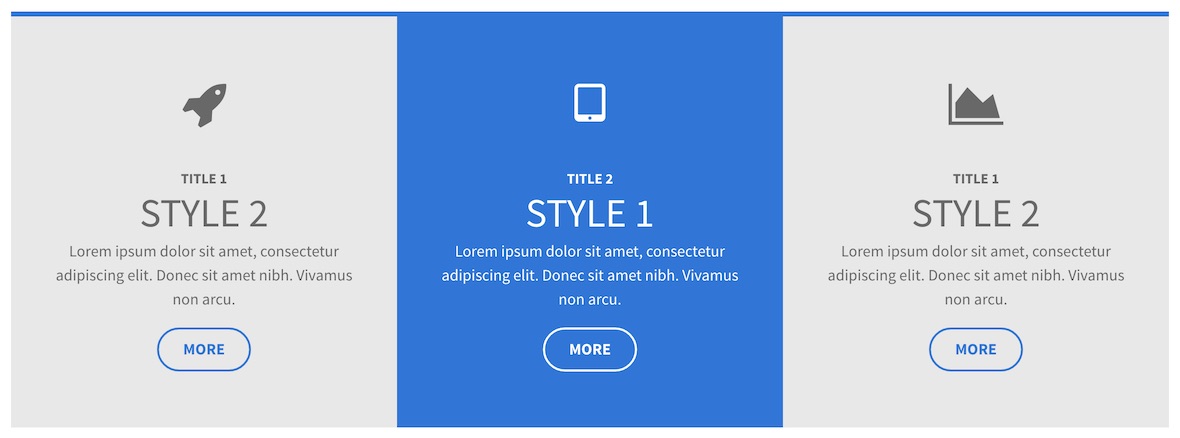 TITLE 1
STYLE 2
Lorem ipsum dolor sit amet, consectetur
adipiscing elit. Donec sit amet nibh. Vivamus
non arcu.
MORE
TITLE 2
STYLE 1
Lorem ipsum dolor sit amet, consectetur
adipiscing elit. Donec sit amet nibh. Vivamus
non arcu.
MORE
TITLE 1
STYLE 2
Lorem ipsum dolor sit amet, consectetur
adipiscing elit. Donec sit amet nibh. Vivamus
non arcu.
MORE